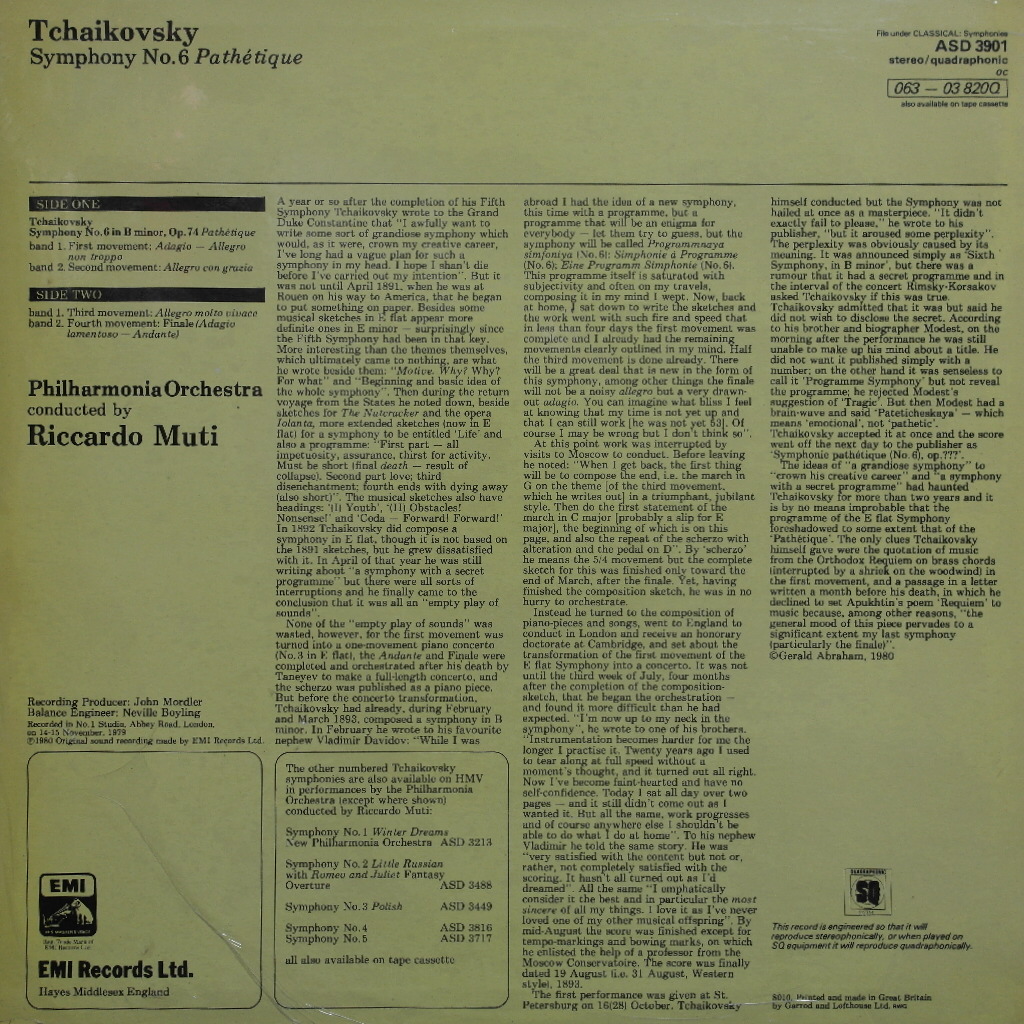 Tchaikovsky
Symphony No.6 Pathétique
File under CLASSICAL: Symphonies
ASD 3901
stereo/quadraphonic
OC
063 — 03 820Q
also available on tape cassette
SIDE ONE
Tchaikovsky
Symphony No.6 in B minor, Op.74 Pathétique
band 1. First movement: Adagio — Allegro
non troppo
band 2. Second movement: Allegro con grazia
SIDE TWO
band 1. Third movement: Allegro molto vivace
band 2. Fourth movement: Finale (Adagio
lamentoso — Andante)
Philharmonia Orchestra
conducted by
Riccardo Muti
Recording Producer: John Mordler
Balance Engineer: Neville Boyling
Recorded in No.1 Studio, Abbey Road, London,
on 14-15 November, 1979
℗1980 Original sound recording made by EMI Records Ltd.
EMI
HIS MASTER'S VOICE
EMI Records Ltd.
Hayes Middlesex England
A year or so after the completion of his Fifth
Symphony Tchaikovsky wrote to the Grand
Duke Constantine that "I awfully want to
write some sort of grandiose symphony which
would, as it were, crown my creative career,
I've long had a vague plan for such a
symphony in my head. I hope I shan't die
before I've carried out my intention". But it
was not until April 1891, when he was at
Rouen on his way to America, that he began
to put something on paper. Besides some
musical sketches in E flat appear more
definite ones in E minor — surprisingly since
the Fifth Symphony had been in that key.
More interesting than the themes themselves,
which ultimately came to nothing, are what
he wrote beside them: "Motive. Why? Why?
For what" and "Beginning and basic idea of
the whole symphony". Then during the return
voyage from the States he noted down, beside
sketches for The Nutcracker and the opera
Iolanta, more extended sketches (now in E
flat) for a symphony to be entitled 'Life' and
also a programme: "First part — all
impetuosity, assurance, thirst for activity.
Must be short (final death — result of
collapse). Second part love; third
disenchantment; fourth ends with dying away
(also short)". The musical sketches also have
headings: '(I) Youth', '(II) Obstacles!
Nonsense!' and 'Coda — Forward! Forward!'
In 1892 Tchaikovsky did compose a
symphony in E flat, though it is not based on
the 1891 sketches, but he grew dissatisfied
with it. In April of that year he was still
writing about "a symphony with a secret
programme" but there were all sorts of
interruptions and he finally came to the
conclusion that it was all an "empty play of
sounds".
None of the "empty play of sounds" was
wasted, however, for the first movement was
turned into a one-movement piano concerto
(No.3 in E flat), the Andante and Finale were
completed and orchestrated after his death by
Taneyev to make a full-length concerto, and
the scherzo was published as a piano piece.
But before the concerto transformation,
Tchaikovsky had already, during February
and March 1893, composed a symphony in B
minor. In February he wrote to his favourite
nephew Vladimir Davidov: "While I was
The other numbered Tchaikovsky
symphonies are also available on HMV
in performances by the Philharmonia
Orchestra (except where shown)
conducted by Riccardo Muti:
Symphony No.1 Winter Dreams
New Philharmonia Orchestra ASD 3213
Symphony No.2 Little Russian
with Romeo and Juliet Fantasy
Overture ASD 3488
Symphony No.3 Polish ASD 3449
Symphony No.4 ASD 3816
Symphony No.5 ASD 3717
all also available on tape cassette
abroad I had the idea of a new symphony,
this time with a programme, but a
programme that will be an enigma for
everybody — let them try to guess, but the
symphony will be called Programmnaya
simfoniya (No.6); Simphonie à Programme
(No.6); Eine Programm Simphonie (No.6).
This programme itself is saturated with
subjectivity and often on my travels,
composing it in my mind I wept. Now, back
at home, I sat down to write the sketches and
the work went with such fire and speed that
in less than four days the first movement was
complete and I already had the remaining
movements clearly outlined in my mind. Half
the third movement is done already. There
will be a great deal that is new in the form of
this symphony, among other things the finale
will not be a noisy allegro but a very drawn-
out adagio. You can imagine what bliss I feel
at knowing that my time is not yet up and
that I can still work [he was not yet 53]. Of
course I may be wrong but I don't think so".
At this point work was interrupted by
visits to Moscow to conduct. Before leaving
he noted: "When I get back, the first thing
will be to compose the end, i.e. the march in
G on the theme [of the third movement,
which he writes out] in a triumphant, jubilant
style. Then do the first statement of the
march in C major [probably a slip for E
major], the beginning of which is on this
page, and also the repeat of the scherzo with
alteration and the pedal on D". By 'scherzo'
he means the 5/4 movement but the complete
sketch for this was finished only toward the
end of March, after the finale. Yet, having
finished the composition sketch, he was in no
hurry to orchestrate.
Instead he turned to the composition of
piano-pieces and songs, went to England to
conduct in London and receive an honorary
doctorate at Cambridge, and set about the
transformation of the first movement of the
E flat Symphony into a concerto. It was not
until the third week of July, four months
after the completion of the composition-
sketch, that he began the orchestration —
and found it more difficult than he had
expected. "I'm now up to my neck in the
symphony", he wrote to one of his brothers.
"Instrumentation becomes harder for me the
longer I practise it. Twenty years ago I used
to tear along at full speed without a
moment's thought, and it turned out all right.
Now I've become faint-hearted and have no
self-confidence. Today I sat all day over two
pages — and it still didn't come out as I
wanted it. But all the same, work progresses
and of course anywhere else I shouldn't be
able to do what I do at home". To his nephew
Vladimir he told the same story. He was
"very satisfied with the content but not or,
rather, not completely satisfied with the
scoring. It hasn't all turned out as I'd
dreamed". All the same "I emphatically
consider it the best and in particular the most
sincere of all my things. I love it as I've never
loved one of my other musical offspring" By
mid-August the score was finished except for
tempo-markings and bowing marks, on which
he enlisted the help of a professor from the
Moscow Conservatoire. The score was finally
dated 19 August (i.e. 31 August, Western
style), 1893.
The first performance was given at St.
Petersburg on 16(28) October. Tchaikovsky
himself conducted but the Symphony was not
hailed at once as a masterpiece. "It didn't
exactly fail to please," he wrote to his
publisher, "but it aroused some perplexity".
The perplexity was obviously caused by its
meaning. It was announced simply as 'Sixth
Symphony, in B minor', but there was a
rumour that it had a secret programme and in
the interval of the concert Rimsky-Korsakov
asked Tchaikovsky if this was true.
Tchaikovsky admitted that it was but said he
did not wish to disclose the secret. According
to his brother and biographer Modest, on the
morning after the performance he was still
unable to make up his mind about a title. He
did not want it published simply with a
number; on the other hand it was senseless to
call it 'Programme Symphony' but not reveal
the programme; he rejected Modest's
suggestion of 'Tragic'. But then Modest had a
brain-wave and said 'Pateticheskaya' — which
means 'emotional', not 'pathetic'.
Tchaikovsky accepted it at once and the score
went off the next day to the publisher as
'Symphonie pathétique (No.6), op.???'.
The ideas of "a grandiose symphony" to
"crown his creative career" and "a symphony
with a secret programme" had haunted
Tchaikovsky for more than two years and it
is by no means improbable that the
programme of the E flat Symphony
foreshadowed to some extent that of the
'Pathétique'. The only clues Tchaikovsky
himself gave were the quotation of music
from the Orthodox Requiem on brass chords
(interrupted by a shriek on the woodwind) in
the first movement, and a passage in a letter
written a month before his death, in which he
declined to set Apukhtin's poem 'Requiem' to
music because, among other reasons, "the
general mood of this piece pervades to a
significant extent my last symphony
(particularly the finale)".
©Gerald Abraham, 1980
QUADRAPHONIC
SQ
This record is engineered so that it will
reproduce stereophonically, or when played on
SQ equipment it will reproduce quadraphonically.
8010, Printed and made in Great Britain
by Garrod and Lofthouse Ltd.